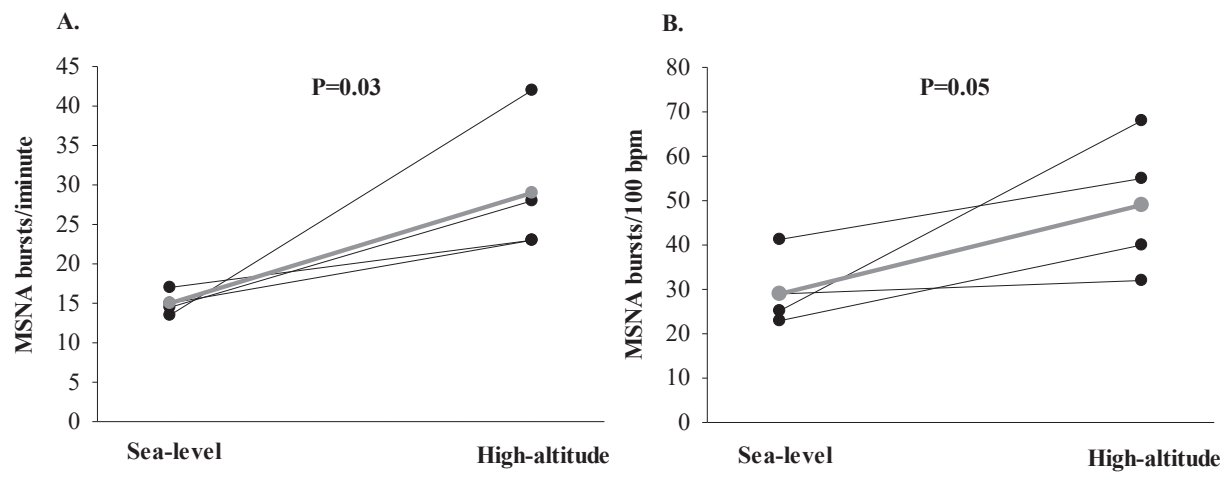 A.
P=0.03
MSNA bursts/iminute
45
40
35
30
25
20
15
10
5
0
Sea-level
High-altitude
B.
P=0.05
MSNA bursts/100 bpm
80
70
60
50
40
30
20
10
0
Sea-level
High-altitude